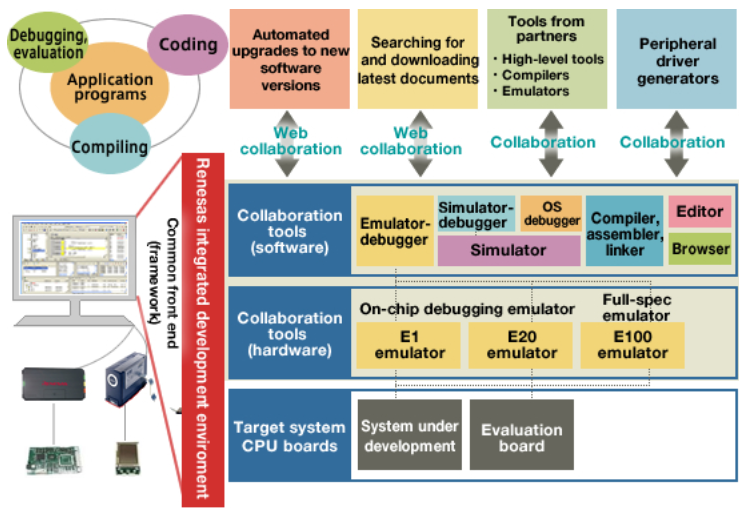 Debugging,
evaluation
Coding
Application
programs
Compiling
Automated
upgrades to new
software
versions
Searching for
and downloading
latest documents
Tools from
partners
· High-level tools
· Compilers
· Emulators
Peripheral
driver
generators
Web
collaboration
Web
collaboration
Collaboration
Collaboration
Renesas integrated development enviroment
Common front end
(framework)
Collaboration
tools
(software)
Emulator-
debugger
Simulator-
debugger
OS
debugger
Simulator
Compiler,
assembler,
linker
Editor
Browser
Collaboration
tools
(hardware)
On-chip debugging emulator
Full-spec
emulator
E1
emulator
E20
emulator
E100
emulator
Target system
CPU boards
System under
development
Evaluation
board